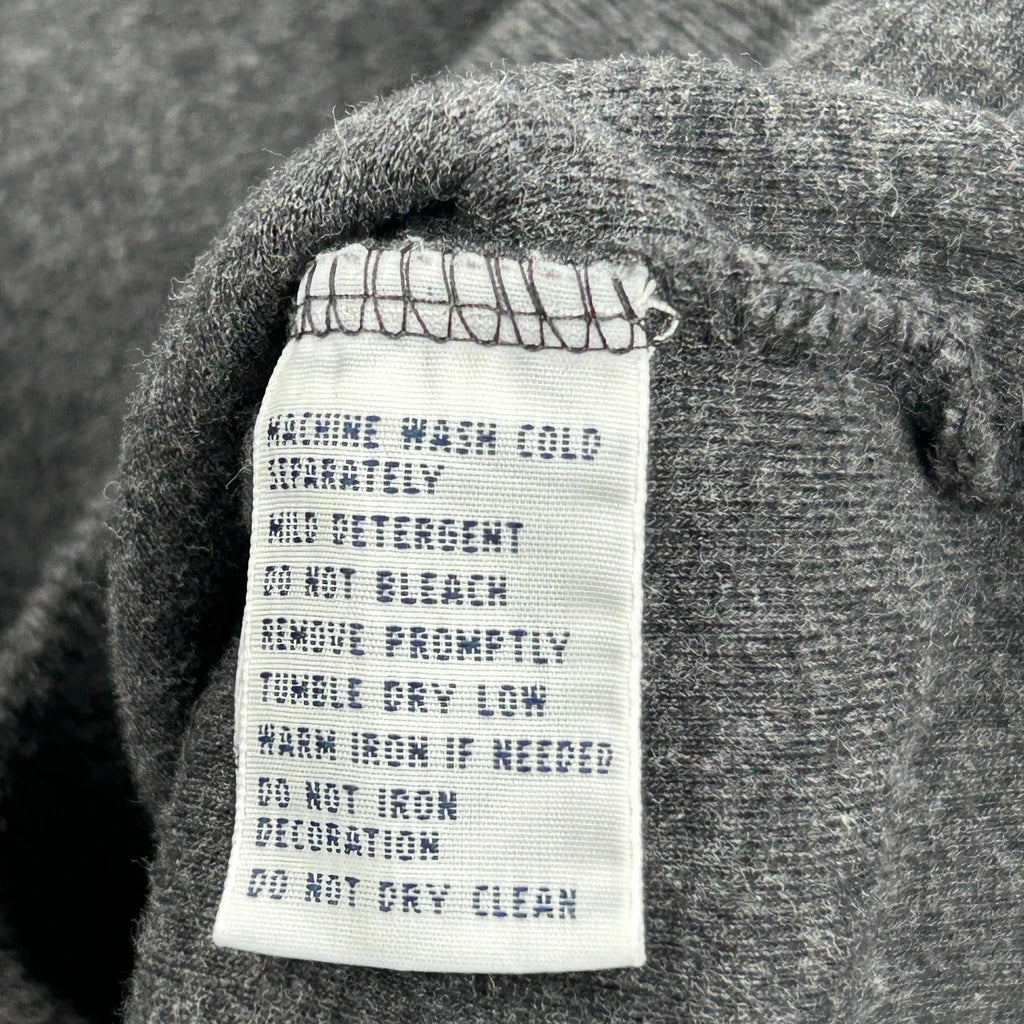 MACHINE WASH COLD
SEPARATELY
MILD DETERGENT
DO NOT BLEACH
REMOVE PROMPTLY
TUMBLE DRY LOW
WARM IRON IF NEEDED
DO NOT IRON
DECORATION
DO NOT DRY CLEAN